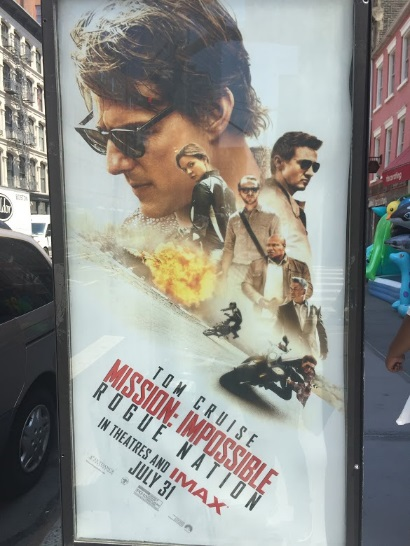 TOM CRUISE
MISSION: IMPOSSIBLE
ROGUE NATION
IN THEATRES AND IMAX
JULY 31